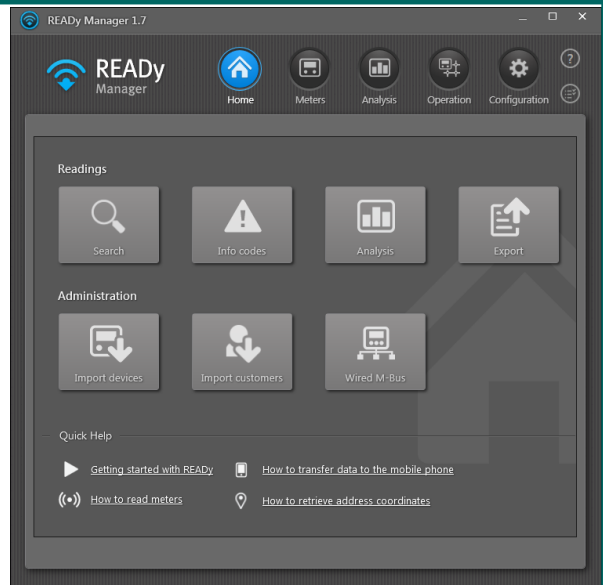 READy Manager 1.7
READy
Manager
Home Meters Analysis Operation Configuration
Readings
Search Info codes Analysis Export
Administration
Import devices Import customers Wired M-Bus
Quick Help
Getting started with READy How to transfer data to the mobile phone
How to read meters How to retrieve address coordinates